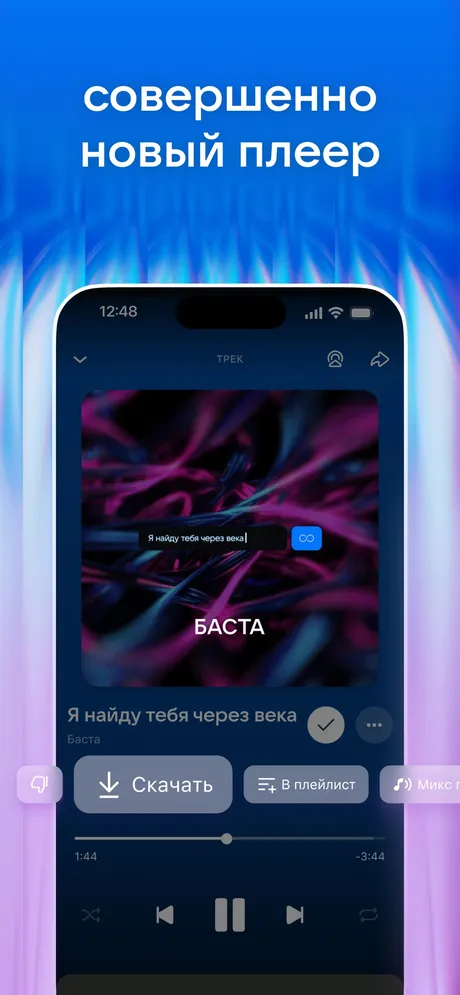 совершенно
новый плеер
12:48
ТРЕК
Я найду тебя через века
БАСТА
Я найду тебя через века
Баста
Скачать
В плейлист
Микс
1:44
-3:44